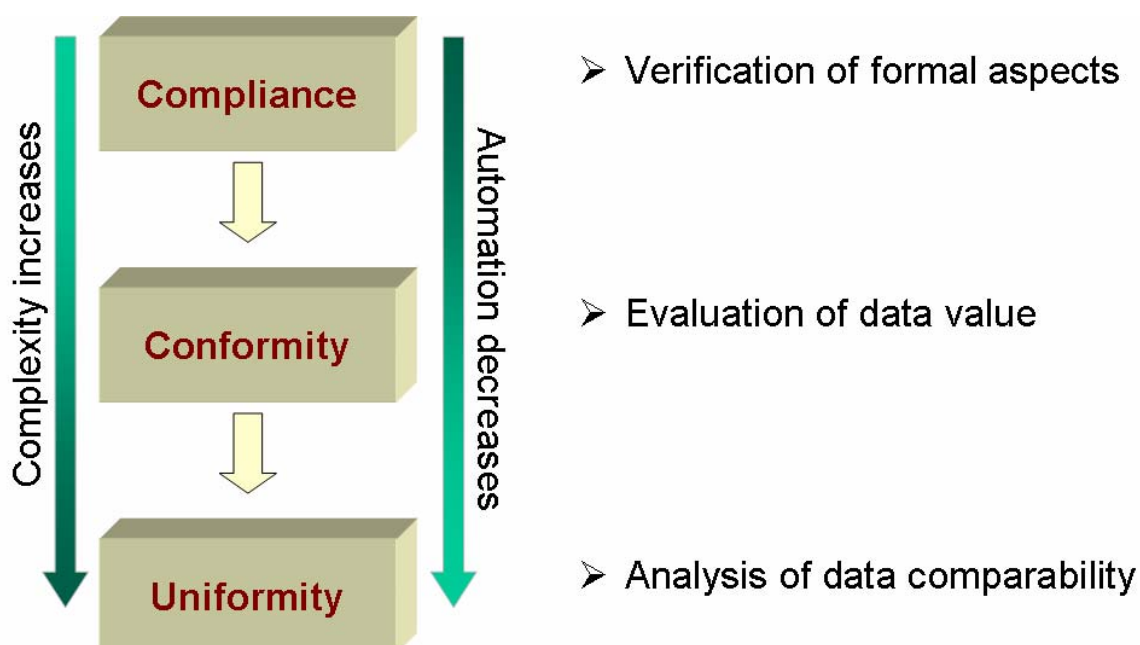 Compliance
Verification of formal aspects
Complexity increases
Automation decreases
Conformity
Evaluation of data value
Uniformity
Analysis of data comparability